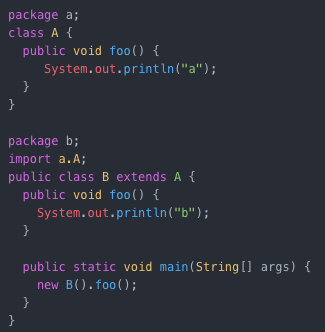 package a;
class A {
  public void foo() {
     System.out.println("a");
  }
}

package b;
import a.A;
public class B extends A {
  public void foo() {
    System.out.println("b");
  }

  public static void main(String[] args) {
    new B().foo();
  }
}